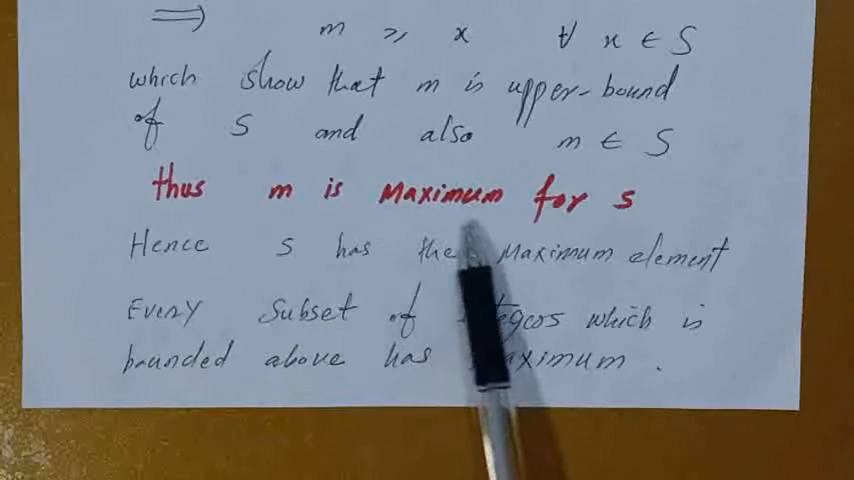 ⟹ m ⩾ x ∀ x ∈ S
which show that m is upper-bound
of S and also m ∈ S
thus m is Maximum for s
Hence s has the Maximum element
Every Subset of which is
bounded above has .